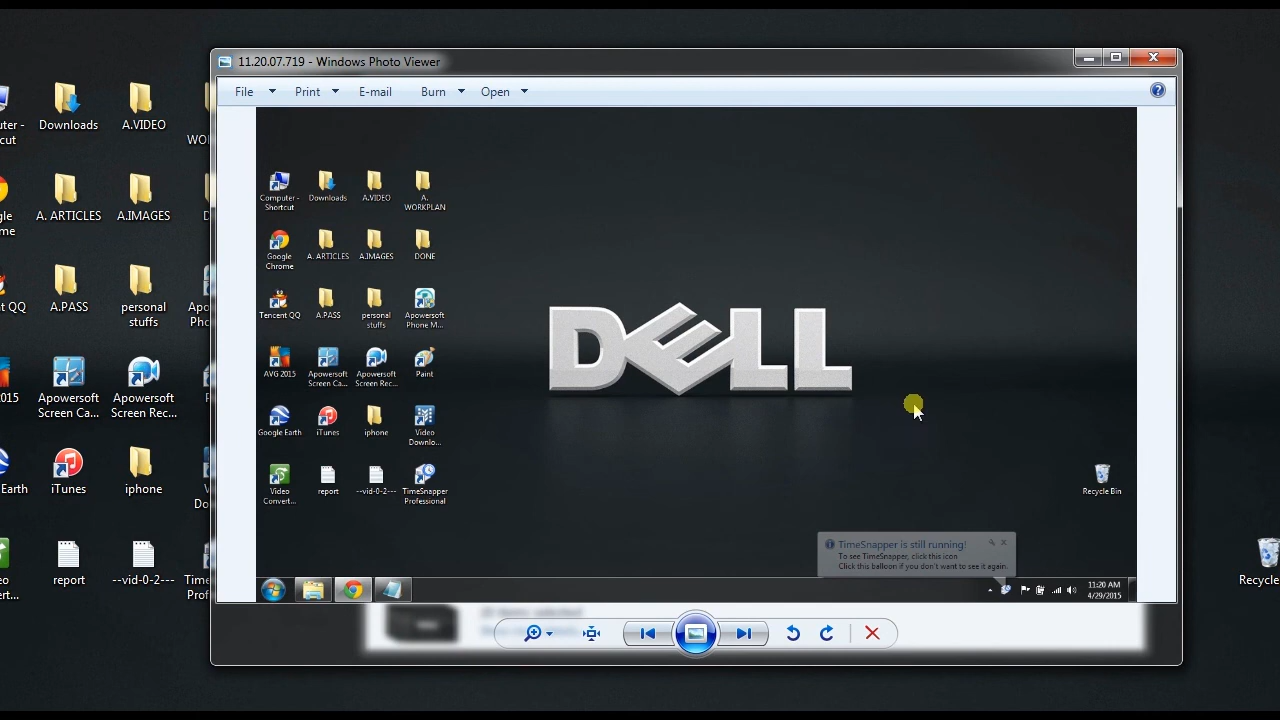 11.20.07.719 - Windows Photo Viewer
File Print E-mail Burn Open
Downloads
A.VIDEO
A. ARTICLES
A.IMAGES
A.PASS
personal
stuffs
Apowersoft
Screen Ca...
Apowersoft
Screen Rec...
iTunes
iphone
report
--vid-0-2---
Computer -
Shortcut
Downloads
A.VIDEO
A.
WORKPLAN
Google
Chrome
A. ARTICLES
A.IMAGES
DONE
Tencent QQ
A.PASS
personal
stuffs
Apowersoft
Phone M...
AVG 2015
Apowersoft
Screen Ca...
Apowersoft
Screen Rec...
Paint
Google Earth
iTunes
iphone
Video
Downlo...
Video
Convert...
report
--vid-0-2---
TimeSnapper
Professional
DELL
Recycle Bin
TimeSnapper is still running!
To see TimeSnapper, click this icon
Click this balloon if you don't want to see it again.
11:20 AM
4/29/2015
Recycle